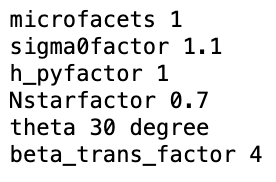 microfacets 1
sigma0factor 1.1
h_pyfactor 1
Nstarfactor 0.7
theta 30 degree
beta_trans_factor 4